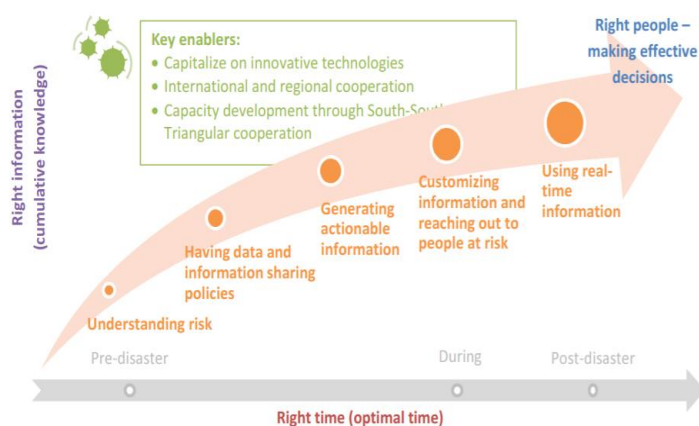 Key enablers:
• Capitalize on innovative technologies
• International and regional cooperation
• Capacity development through South-Sout
Triangular cooperation
Right people –
making effective
decisions
Right information
(cumulative knowledge)
Understanding risk
Having data and
information sharing
policies
Generating
actionable
information
Customizing
information and
reaching out to
people at risk
Using real-
time
information
Pre-disaster
During
Post-disaster
Right time (optimal time)